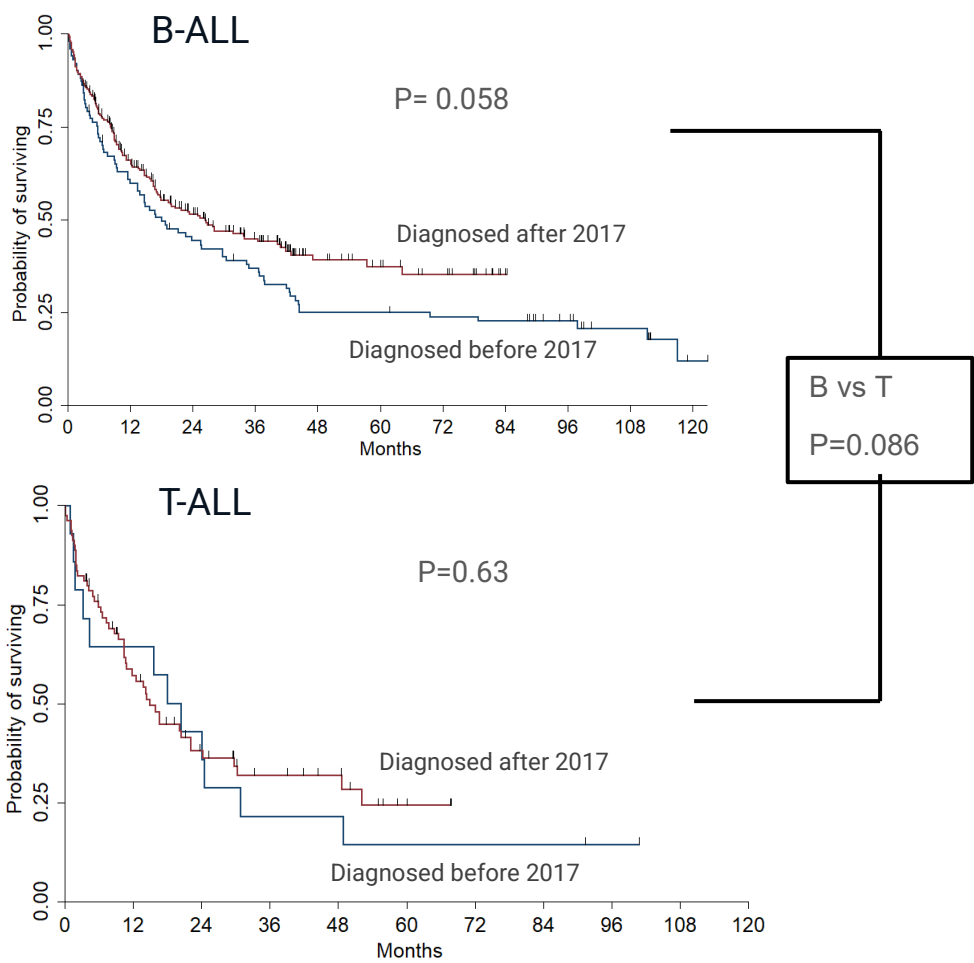 B-ALL
P= 0.058
Probability of surviving
1.00
0.75
0.50
0.25
0.00
Diagnosed after 2017
Diagnosed before 2017
0 12 24 36 48 60 72 84 96 108 120
Months
B vs T
P=0.086
T-ALL
P=0.63
Probability of surviving
1.00
0.75
0.50
0.25
0.00
Diagnosed after 2017
Diagnosed before 2017
0 12 24 36 48 60 72 84 96 108 120
Months